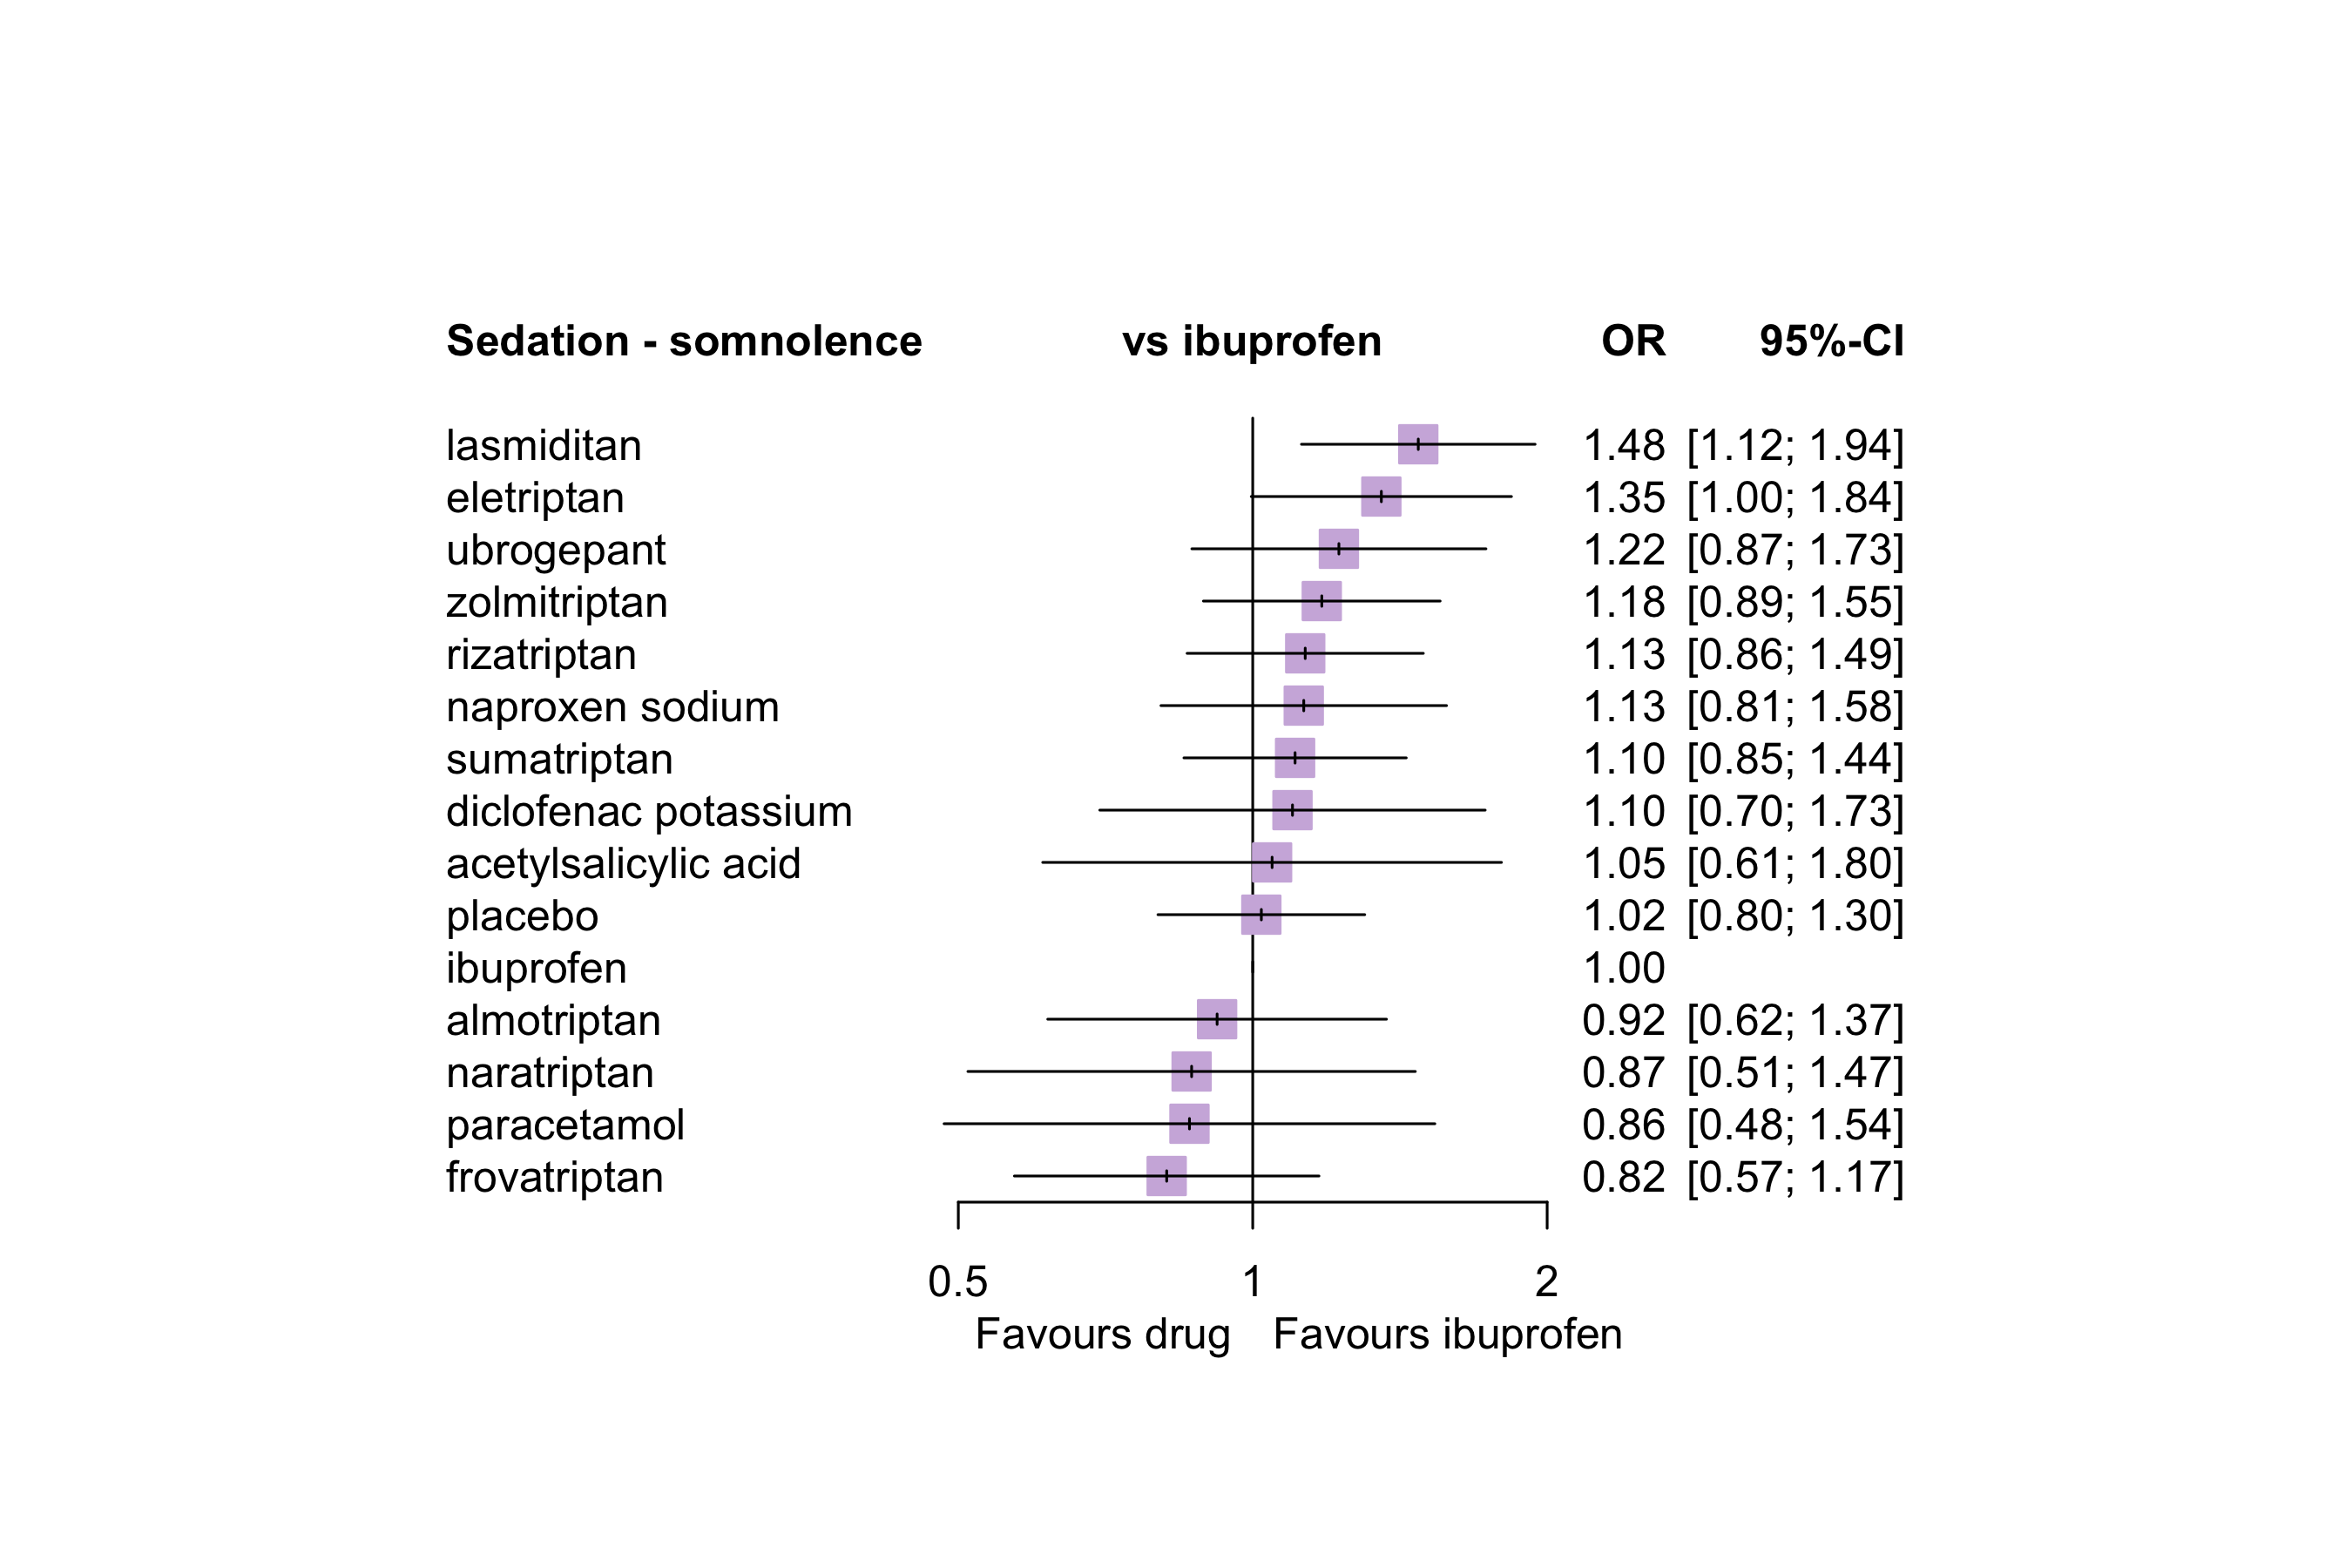 Sedation - somnolence vs ibuprofen OR 95%-CI
lasmiditan 1.48 [1.12; 1.94]
eletriptan 1.35 [1.00; 1.84]
ubrogepant 1.22 [0.87; 1.73]
zolmitriptan 1.18 [0.89; 1.55]
rizatriptan 1.13 [0.86; 1.49]
naproxen sodium 1.13 [0.81; 1.58]
sumatriptan 1.10 [0.85; 1.44]
diclofenac potassium 1.10 [0.70; 1.73]
acetylsalicylic acid 1.05 [0.61; 1.80]
placebo 1.02 [0.80; 1.30]
ibuprofen 1.00
almotriptan 0.92 [0.62; 1.37]
naratriptan 0.87 [0.51; 1.47]
paracetamol 0.86 [0.48; 1.54]
frovatriptan 0.82 [0.57; 1.17]
0.5 1 2
Favours drug Favours ibuprofen